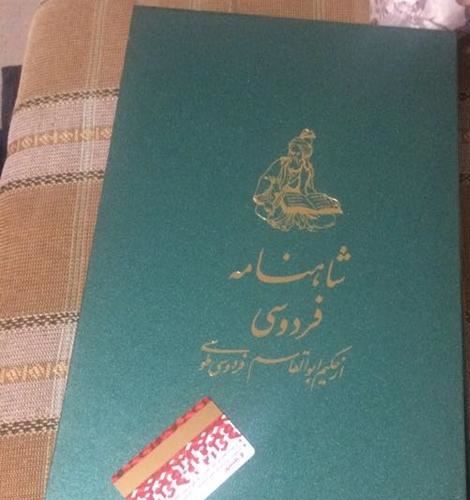 شاهنامه
فردوسی
از حکیم ابوالقاسم فردوسی طوسی